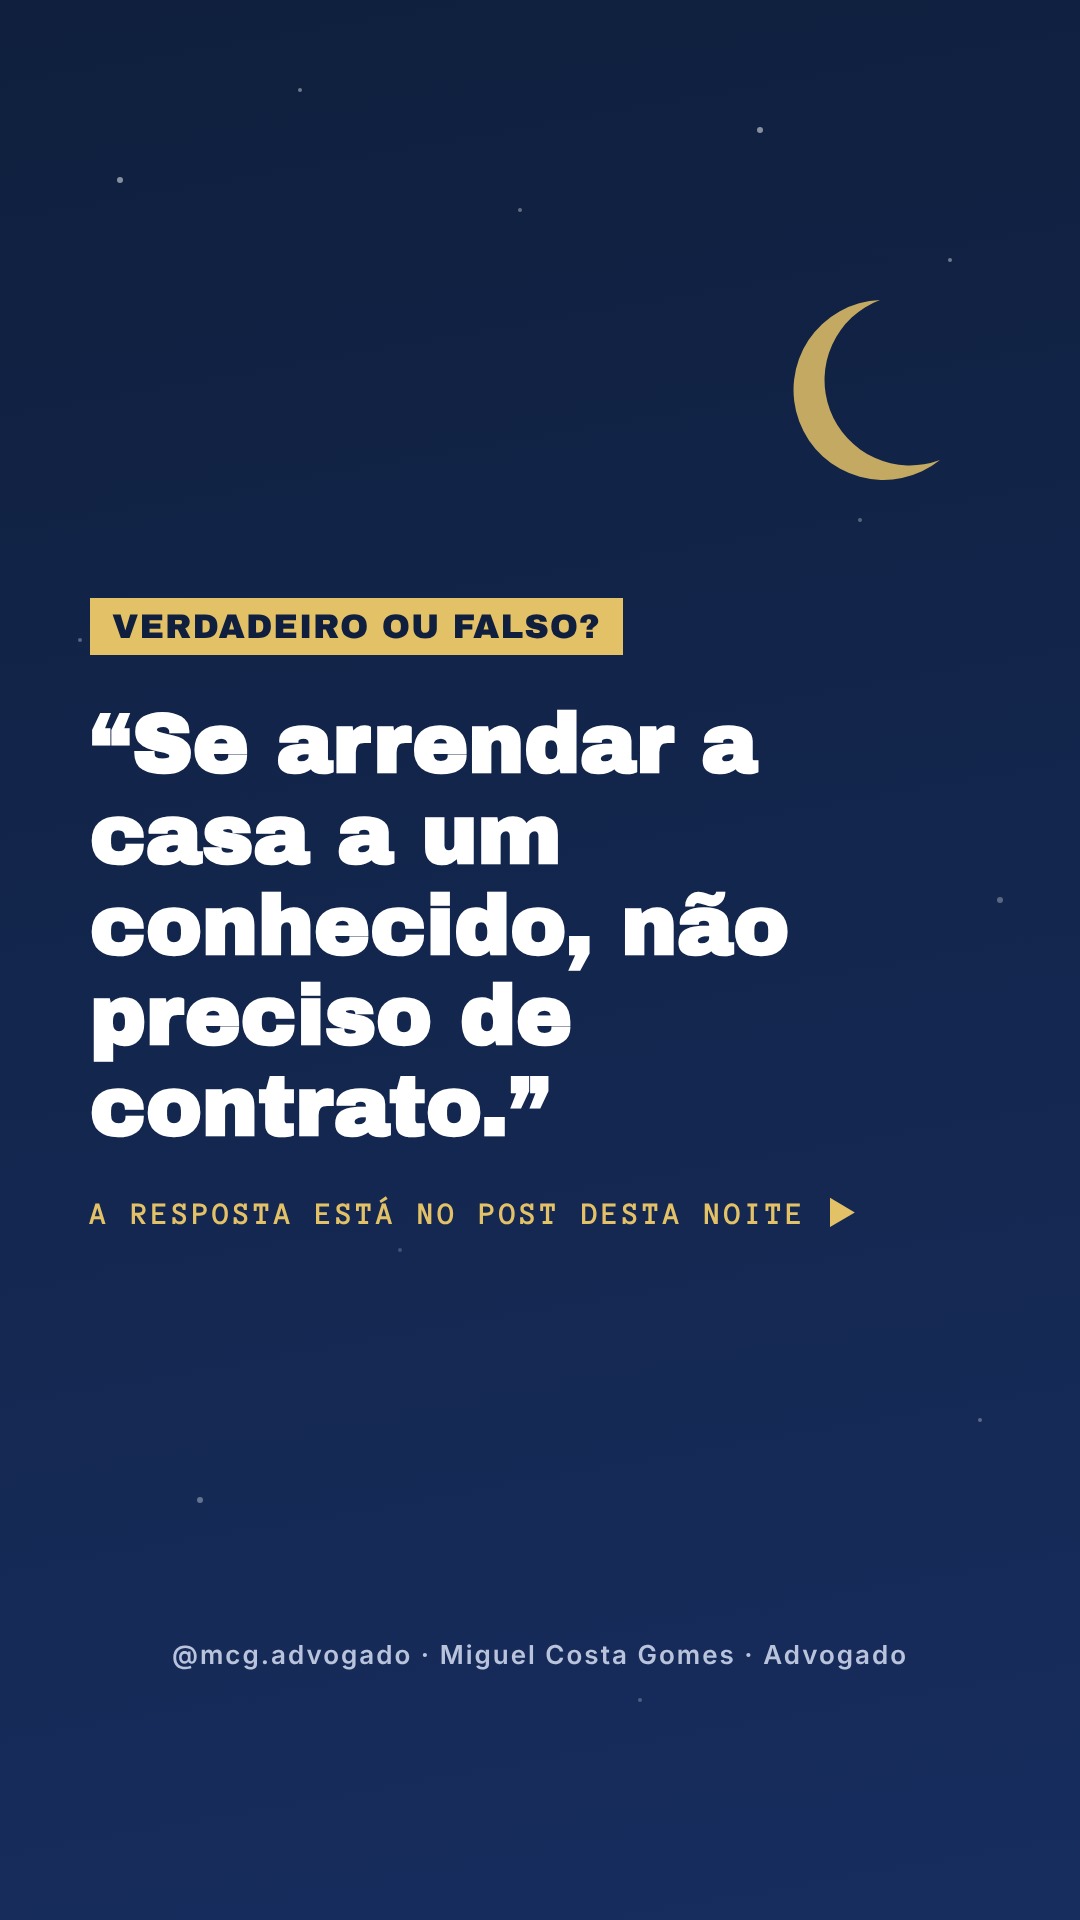 VERDADEIRO OU FALSO?
“Se arrendar a
casa a um
conhecido, não
preciso de
contrato.”
A RESPOSTA ESTÁ NO POST DESTA NOITE ▶
@mcg.advogado · Miguel Costa Gomes · Advogado